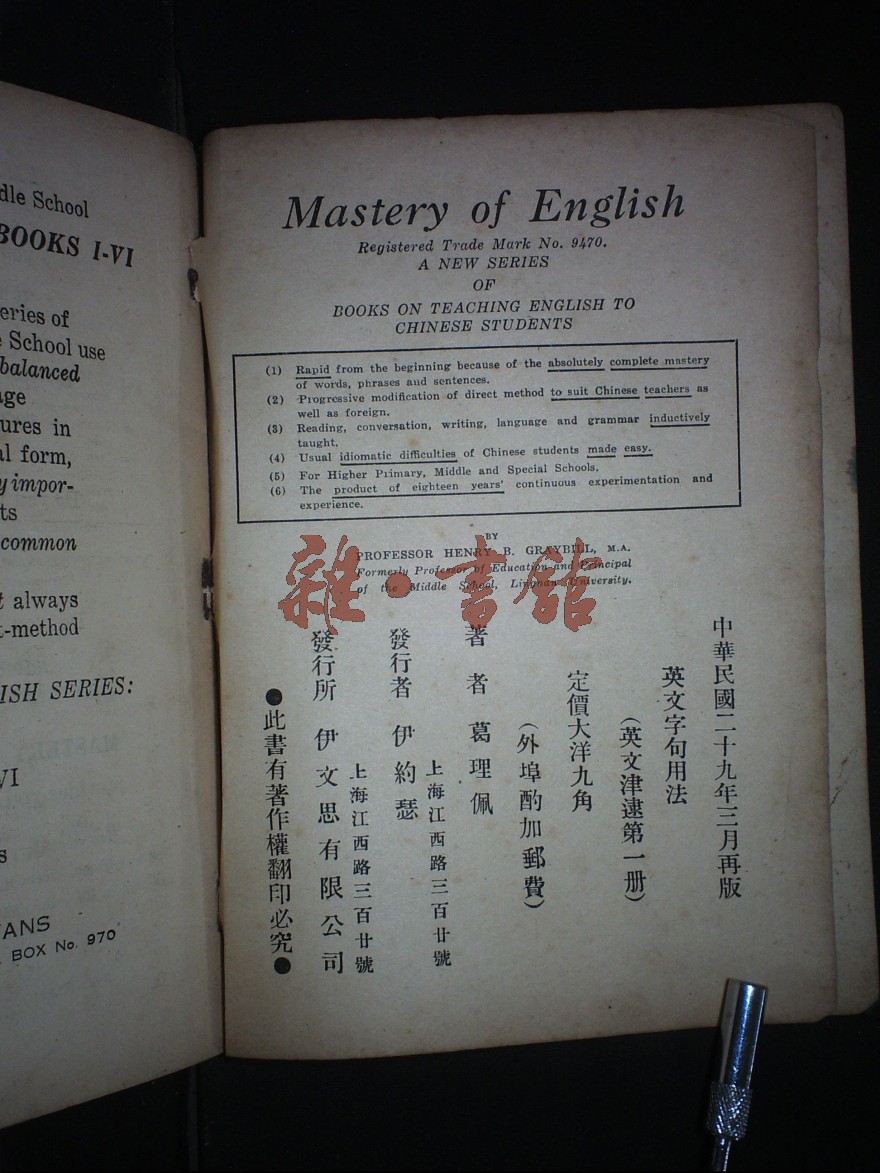 dle School
BOOKS I-VI
eries of
School use
balanced
age
ures in
al form,
y impor-
ts
common
always
t-method
ISH SERIES:
VI
s
ANS
BOX No. 970
Mastery of English
Registered Trade Mark No. 9470.
A NEW SERIES
OF
BOOKS ON TEACHING ENGLISH TO
CHINESE STUDENTS
(1) Rapid from the beginning because of the absolutely complete mastery
of words, phrases and sentences.
(2) Progressive modification of direct method to suit Chinese teachers as
well as foreign.
(3) Reading, conversation, writing, language and grammar inductively
taught.
(4) Usual idiomatic difficulties of Chinese students made easy.
(5) For Higher Primary, Middle and Special Schools.
(6) The product of eighteen years' continuous experimentation and
experience.
BY
PROFESSOR HENRY B. GRAYBILL, M.A.
Formerly Professor of Education and Principal
of the Middle School, Lingnan University.
雜·書館
中華民國二十九年三月再版
英文字句用法
(英文津逮第一册)
定價大洋九角
(外埠酌加郵費)
著者 葛理佩
上海江西路三百廿號
發行者 伊約瑟
上海江西路三百廿號
發行所 伊文思有限公司
●此書有著作權翻印必究●